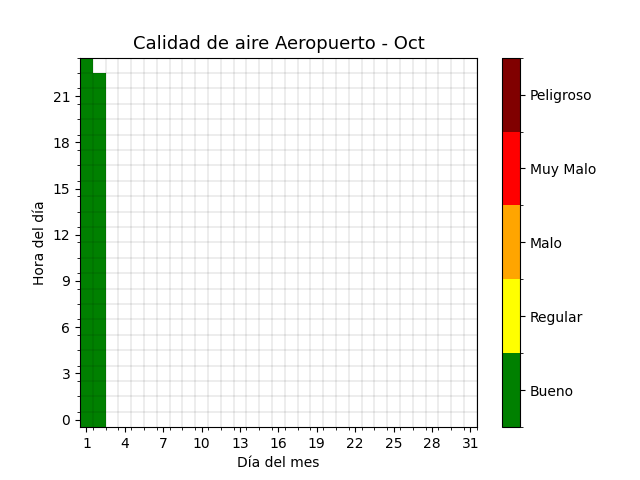 Calidad de aire Aeropuerto - Oct
Hora del día
21
18
15
12
9
6
3
0
1 4 7 10 13 16 19 22 25 28 31
Día del mes
Peligroso
Muy Malo
Malo
Regular
Bueno